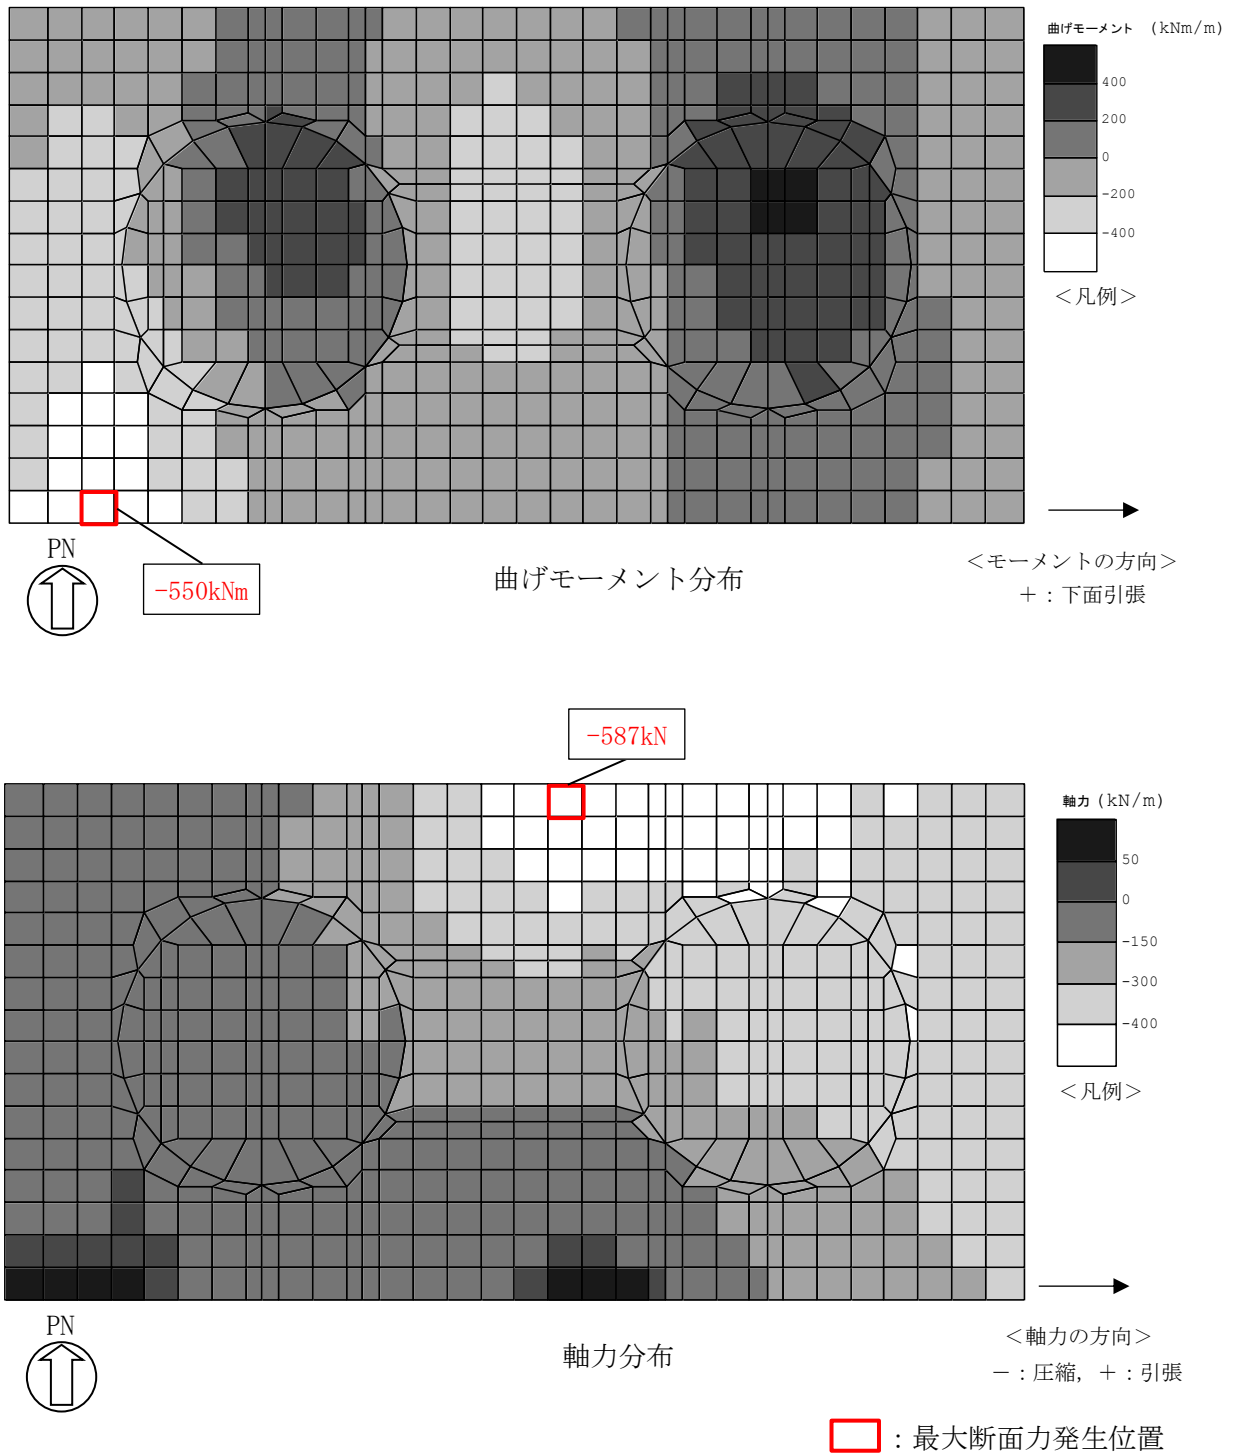 曲げモーメント (kNm/m)
400
200
0
-200
-400
＜凡例＞
PN
-550kNm
曲げモーメント分布
＜モーメントの方向＞
＋：下面引張
-587kN
軸力 (kN/m)
50
0
-150
-300
-400
＜凡例＞
PN
軸力分布
＜軸力の方向＞
－：圧縮，＋：引張
：最大断面力発生位置